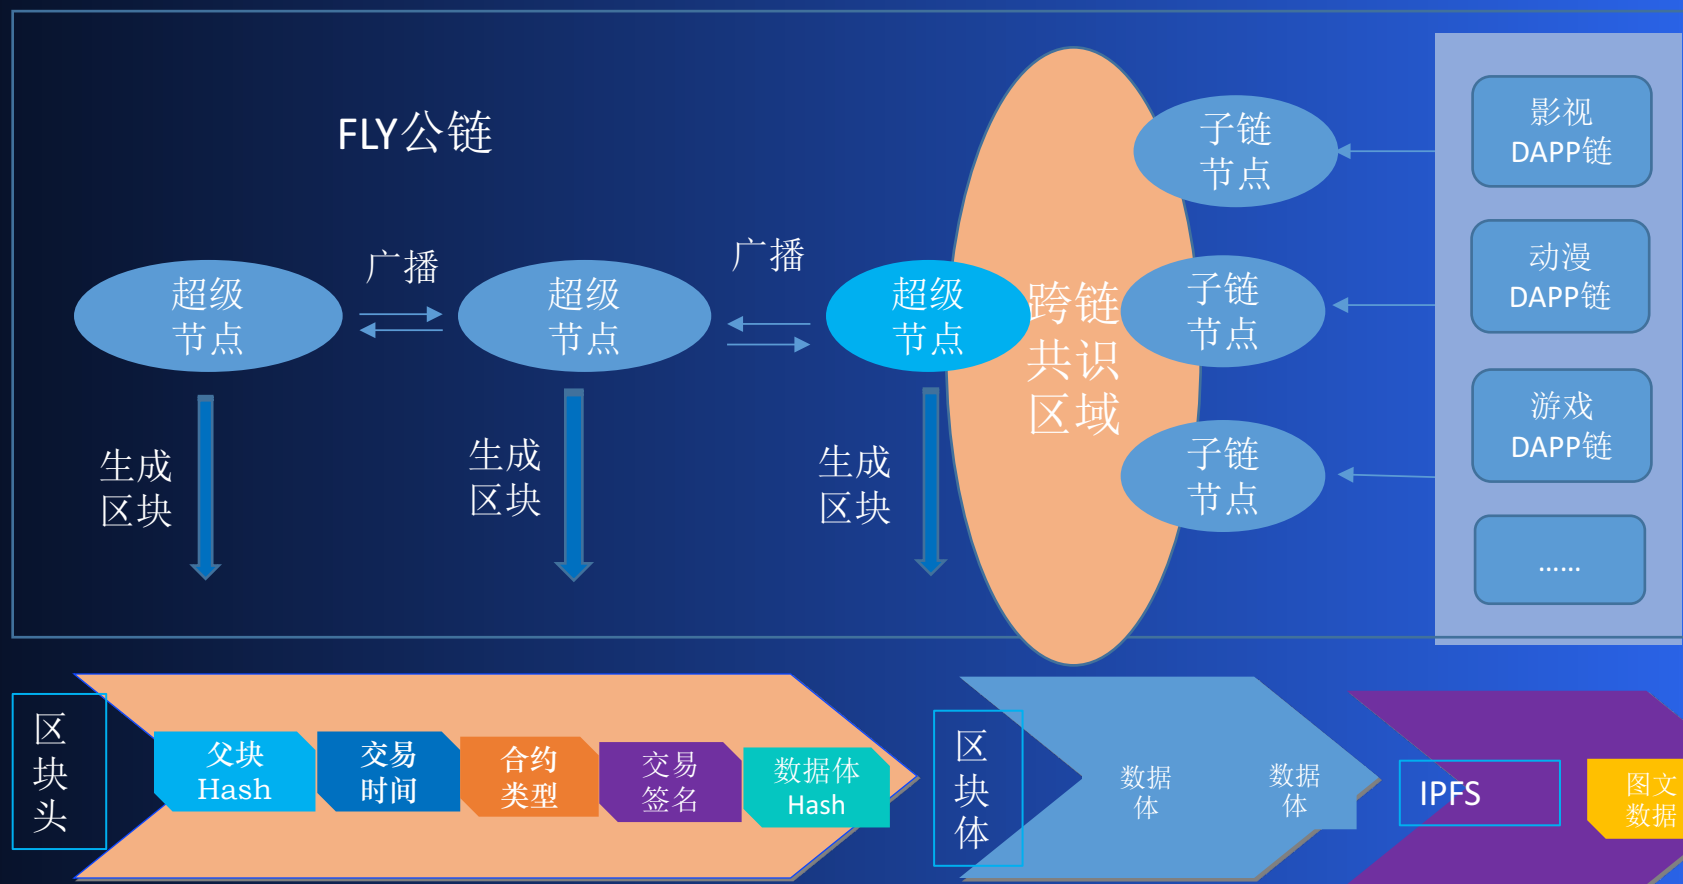 FLY公链
广播
广播
超级
节点
超级
节点
超级
节点
跨链
共识
区域
子链
节点
子链
节点
子链
节点
影视
DAPP链
动漫
DAPP链
游戏
DAPP链
......
生成
区块
生成
区块
生成
区块
区
块
头
父块
Hash
交易
时间
合约
类型
交易
签名
数据体
Hash
区
块
体
数据
体
数据
体
IPFS
图文
数据